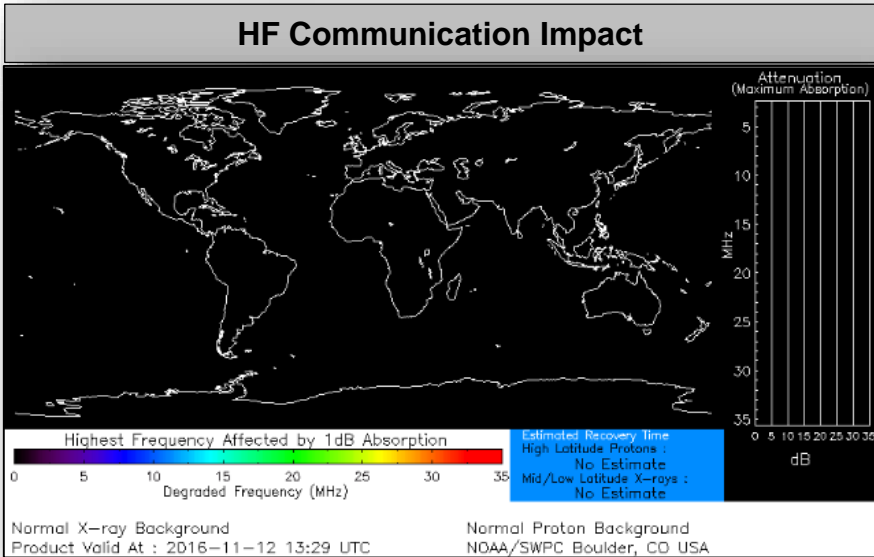 HF Communication Impact
Attenuation
(Maximum Absorption)
5
10
15
20
25
30
35
MHz
0 5 10 15 20 25 30 35
dB
Highest Frequency Affected by 1dB Absorption
0 5 10 15 20 25 30 35
Degraded Frequency (MHz)
Estimated Recovery Time
High Latitude Protons :
No Estimate
Mid/Low Latitude X-rays :
No Estimate
Normal X-ray Background
Product Valid At : 2016-11-12 13:29 UTC
Normal Proton Background
NOAA/SWPC Boulder, CO USA